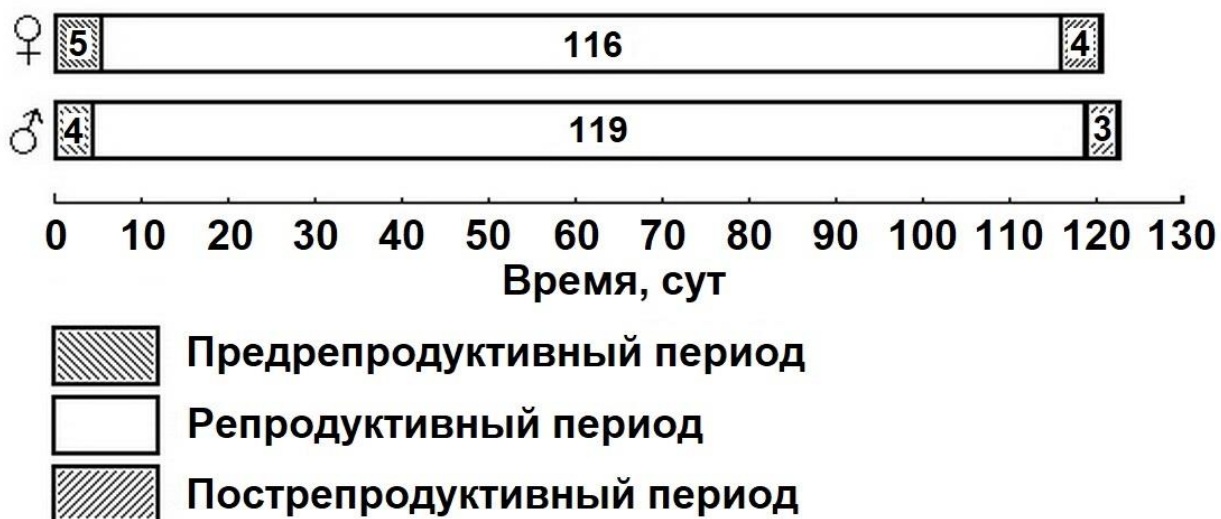 ♀ 5 116 4
♂ 4 119 3
0 10 20 30 40 50 60 70 80 90 100 110 120 130
Время, сут
Предрепродуктивный период
Репродуктивный период
Пострепродуктивный период